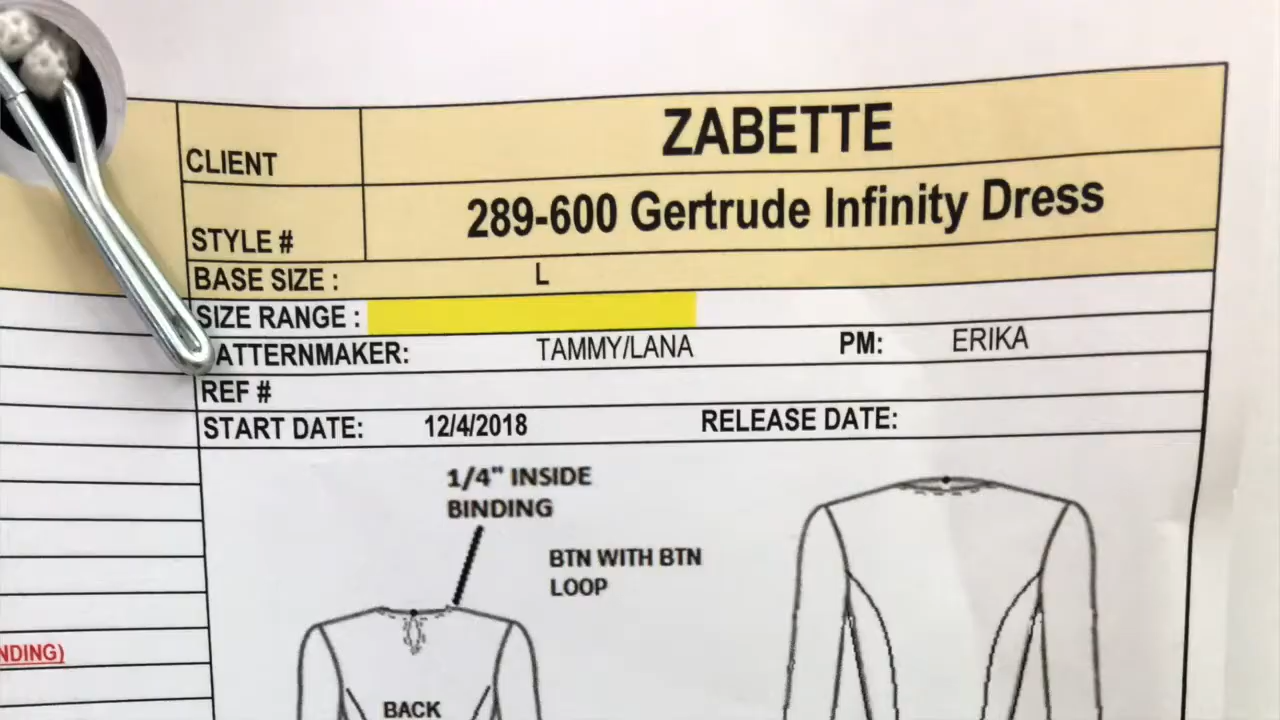 CLIENT ZABETTE
STYLE # 289-600 Gertrude Infinity Dress
BASE SIZE : L
SIZE RANGE :
ATTERNMAKER: TAMMY/LANA PM: ERIKA
REF #
START DATE: 12/4/2018 RELEASE DATE:
1/4" INSIDE
BINDING
BTN WITH BTN
LOOP
NDING)
BACK